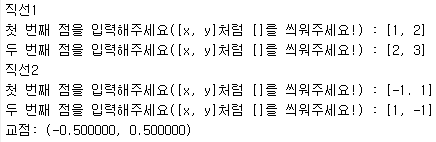 직선1
첫 번째 점을 입력해주세요([x, y]처럼 []를 씌워주세요!) : [1, 2]
두 번째 점을 입력해주세요([x, y]처럼 []를 씌워주세요!) : [2, 3]
직선2
첫 번째 점을 입력해주세요([x, y]처럼 []를 씌워주세요!) : [-1, 1]
두 번째 점을 입력해주세요([x, y]처럼 []를 씌워주세요!) : [1, -1]
교점: (-0.500000, 0.500000)